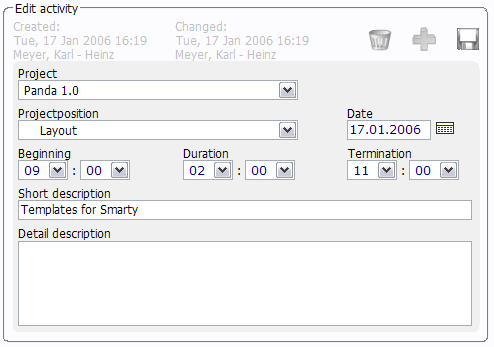 Edit activity
Created: Changed:
Tue, 17 Jan 2006 16:19 Tue, 17 Jan 2006 16:19
Meyer, Karl - Heinz Meyer, Karl - Heinz
Project
Panda 1.0
Projectposition Date
Layout 17.01.2006
Beginning Duration Termination
09 : 00 02 : 00 11 : 00
Short description
Templates for Smarty
Detail description